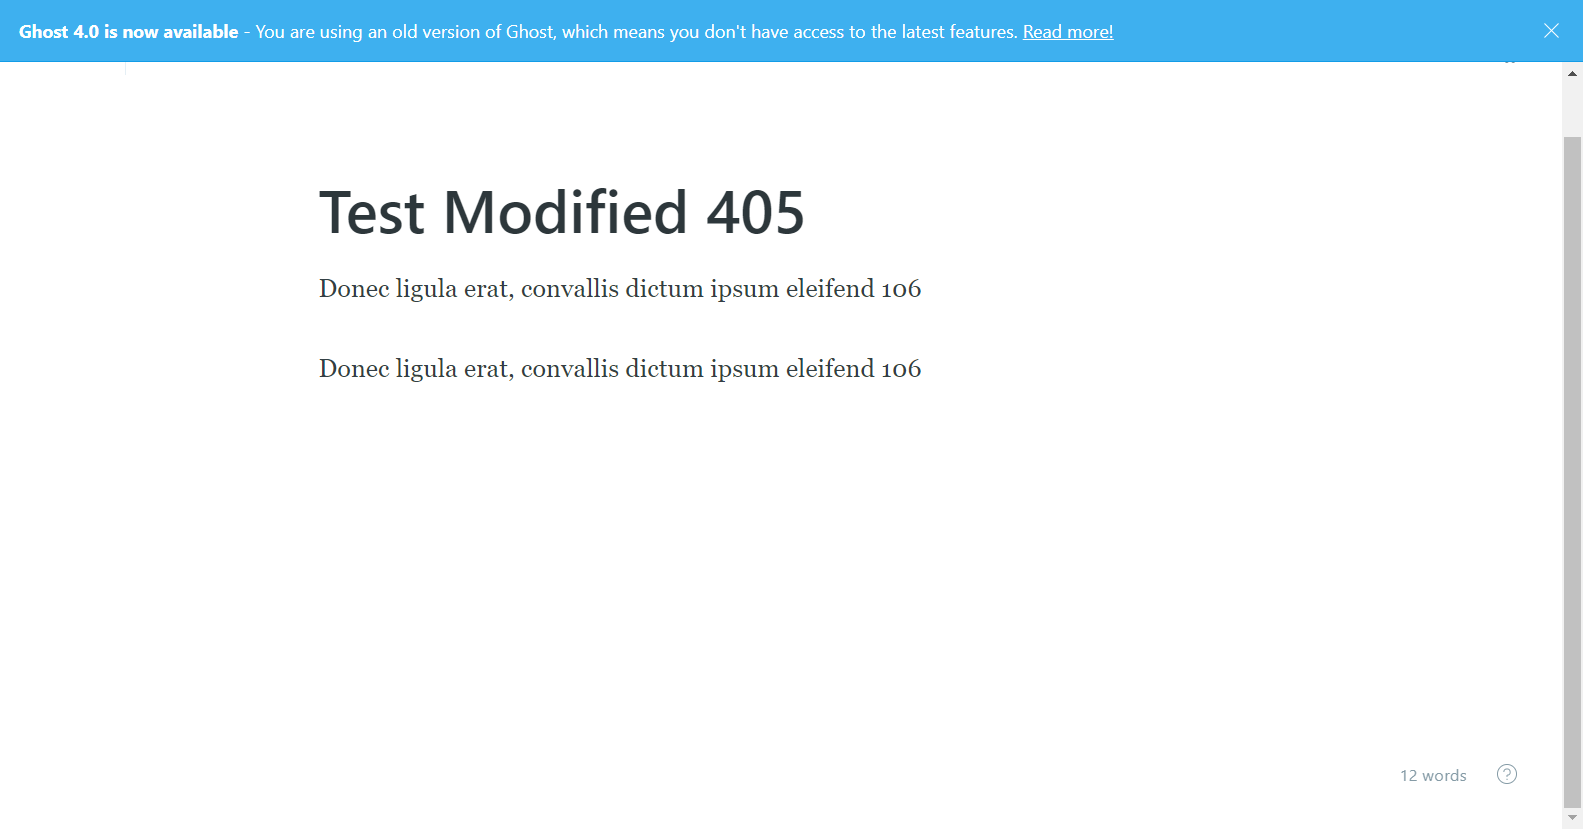 Ghost 4.0 is now available - You are using an old version of Ghost, which means you don't have access to the latest features. Read more!
Test Modified 405
Donec ligula erat, convallis dictum ipsum eleifend 106
Donec ligula erat, convallis dictum ipsum eleifend 106
12 words
?